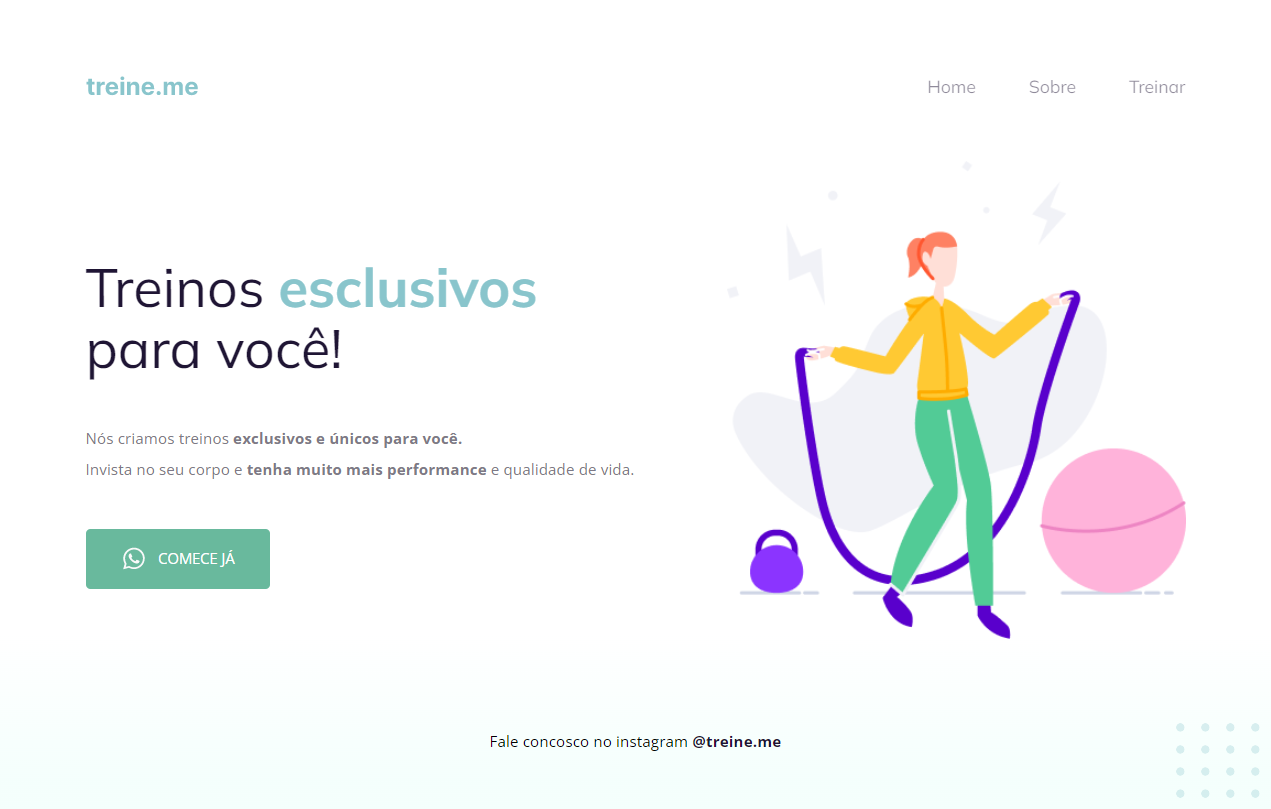 treine.me
Home Sobre Treinar
Treinos esclusivos
para você!
Nós criamos treinos exclusivos e únicos para você.
Invista no seu corpo e tenha muito mais performance e qualidade de vida.
COMECE JÁ
Fale concosco no instagram @treine.me